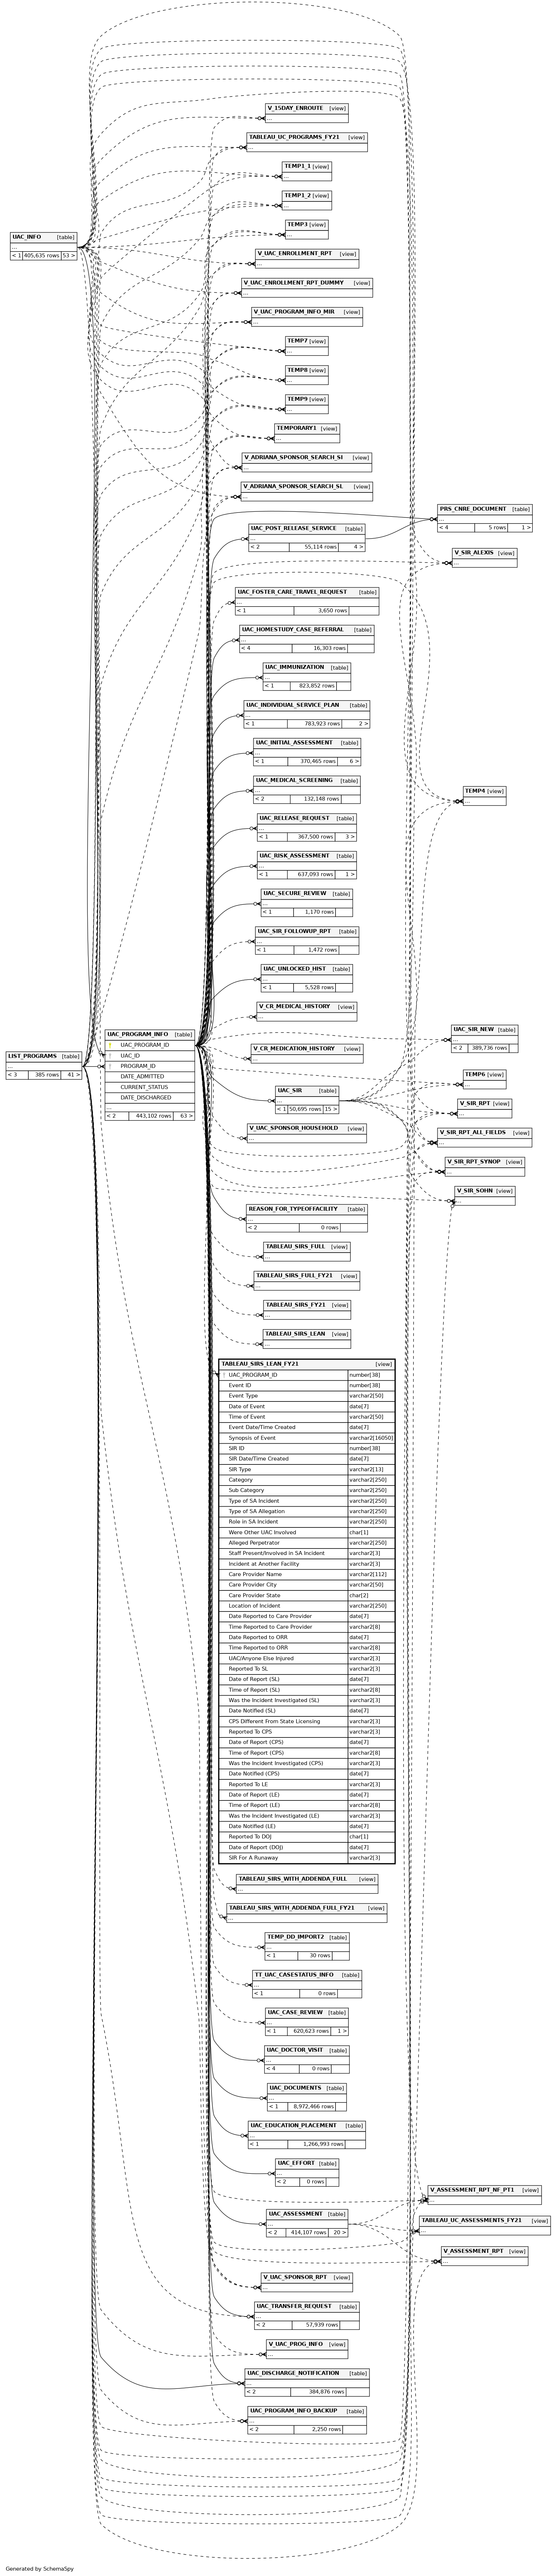 V_15DAY_ENROUTE [view]
...
TABLEAU_UC_PROGRAMS_FY21 [view]
...
TEMP1_1 [view]
...
TEMP1_2 [view]
...
TEMP3 [view]
...
UAC_INFO [table]
...
< 1 405,635 rows 53 >
V_UAC_ENROLLMENT_RPT [view]
...
V_UAC_ENROLLMENT_RPT_DUMMY [view]
...
V_UAC_PROGRAM_INFO_MIR [view]
...
TEMP7 [view]
...
TEMP8 [view]
...
TEMP9 [view]
...
TEMPORARY1 [view]
...
V_ADRIANA_SPONSOR_SEARCH_SI [view]
...
V_ADRIANA_SPONSOR_SEARCH_SL [view]
...
PRS_CNRE_DOCUMENT [table]
...
< 4 5 rows 1 >
UAC_POST_RELEASE_SERVICE [table]
...
< 2 55,114 rows 4 >
V_SIR_ALEXIS [view]
...
UAC_FOSTER_CARE_TRAVEL_REQUEST [table]
...
< 1 3,650 rows
UAC_HOMESTUDY_CASE_REFERRAL [table]
...
< 4 16,303 rows
UAC_IMMUNIZATION [table]
...
< 1 823,852 rows
UAC_INDIVIDUAL_SERVICE_PLAN [table]
...
< 1 783,923 rows 2 >
UAC_INITIAL_ASSESSMENT [table]
...
< 1 370,465 rows 6 >
UAC_MEDICAL_SCREENING [table]
...
< 2 132,148 rows
TEMP4 [view]
...
UAC_RELEASE_REQUEST [table]
...
< 1 367,500 rows 3 >
UAC_RISK_ASSESSMENT [table]
...
< 1 637,093 rows 1 >
UAC_SECURE_REVIEW [table]
...
< 1 1,170 rows
UAC_SIR_FOLLOWUP_RPT [table]
...
< 1 1,472 rows
UAC_UNLOCKED_HIST [table]
...
< 1 5,528 rows
V_CR_MEDICAL_HISTORY [view]
...
UAC_PROGRAM_INFO [table]
UAC_PROGRAM_ID
UAC_ID
PROGRAM_ID
DATE_ADMITTED
CURRENT_STATUS
DATE_DISCHARGED
...
< 2 443,102 rows 63 >
LIST_PROGRAMS [table]
...
< 3 385 rows 41 >
V_CR_MEDICATION_HISTORY [view]
...
UAC_SIR_NEW [table]
...
< 2 389,736 rows
TEMP6 [view]
...
UAC_SIR [table]
...
< 1 50,695 rows 15 >
V_SIR_RPT [view]
...
V_UAC_SPONSOR_HOUSEHOLD [view]
...
V_SIR_RPT_ALL_FIELDS [view]
...
V_SIR_RPT_SYNOP [view]
...
V_SIR_SOHN [view]
...
REASON_FOR_TYPEOFFACILITY [table]
...
< 2 0 rows
TABLEAU_SIRS_FULL [view]
...
TABLEAU_SIRS_FULL_FY21 [view]
...
TABLEAU_SIRS_FY21 [view]
...
TABLEAU_SIRS_LEAN [view]
...
TABLEAU_SIRS_LEAN_FY21 [view]
UAC_PROGRAM_ID number[38]
Event ID number[38]
Event Type varchar2[50]
Date of Event date[7]
Time of Event varchar2[50]
Event Date/Time Created date[7]
Synopsis of Event varchar2[16050]
SIR ID number[38]
SIR Date/Time Created date[7]
SIR Type varchar2[13]
Category varchar2[250]
Sub Category varchar2[250]
Type of SA Incident varchar2[250]
Type of SA Allegation varchar2[250]
Role in SA Incident varchar2[250]
Were Other UAC Involved char[1]
Alleged Perpetrator varchar2[250]
Staff Present/Involved in SA Incident varchar2[3]
Incident at Another Facility varchar2[3]
Care Provider Name varchar2[112]
Care Provider City varchar2[50]
Care Provider State char[2]
Location of Incident varchar2[250]
Date Reported to Care Provider date[7]
Time Reported to Care Provider varchar2[8]
Date Reported to ORR date[7]
Time Reported to ORR varchar2[8]
UAC/Anyone Else Injured varchar2[3]
Reported To SL varchar2[3]
Date of Report (SL) date[7]
Time of Report (SL) varchar2[8]
Was the Incident Investigated (SL) varchar2[3]
Date Notified (SL) date[7]
CPS Different From State Licensing varchar2[3]
Reported To CPS varchar2[3]
Date of Report (CPS) date[7]
Time of Report (CPS) varchar2[8]
Was the Incident Investigated (CPS) varchar2[3]
Date Notified (CPS) date[7]
Reported To LE varchar2[3]
Date of Report (LE) date[7]
Time of Report (LE) varchar2[8]
Was the Incident Investigated (LE) varchar2[3]
Date Notified (LE) date[7]
Reported To DOJ char[1]
Date of Report (DOJ) date[7]
SIR For A Runaway varchar2[3]
TABLEAU_SIRS_WITH_ADDENDA_FULL [view]
...
TABLEAU_SIRS_WITH_ADDENDA_FULL_FY21 [view]
...
TEMP_DD_IMPORT2 [table]
...
< 1 30 rows
TT_UAC_CASESTATUS_INFO [table]
...
< 1 0 rows
UAC_CASE_REVIEW [table]
...
< 1 620,623 rows 1 >
UAC_DOCTOR_VISIT [table]
...
< 4 0 rows
UAC_DOCUMENTS [table]
...
< 1 8,972,466 rows
UAC_EDUCATION_PLACEMENT [table]
...
< 1 1,266,993 rows
UAC_EFFORT [table]
...
< 2 0 rows
V_ASSESSMENT_RPT_NF_PT1 [view]
...
UAC_ASSESSMENT [table]
...
< 2 414,107 rows 20 >
TABLEAU_UC_ASSESSMENTS_FY21 [view]
...
V_ASSESSMENT_RPT [view]
...
V_UAC_SPONSOR_RPT [view]
...
UAC_TRANSFER_REQUEST [table]
...
< 2 57,939 rows
V_UAC_PROG_INFO [view]
...
UAC_DISCHARGE_NOTIFICATION [table]
...
< 2 384,876 rows
UAC_PROGRAM_INFO_BACKUP [table]
...
< 2 2,250 rows
Generated by SchemaSpy